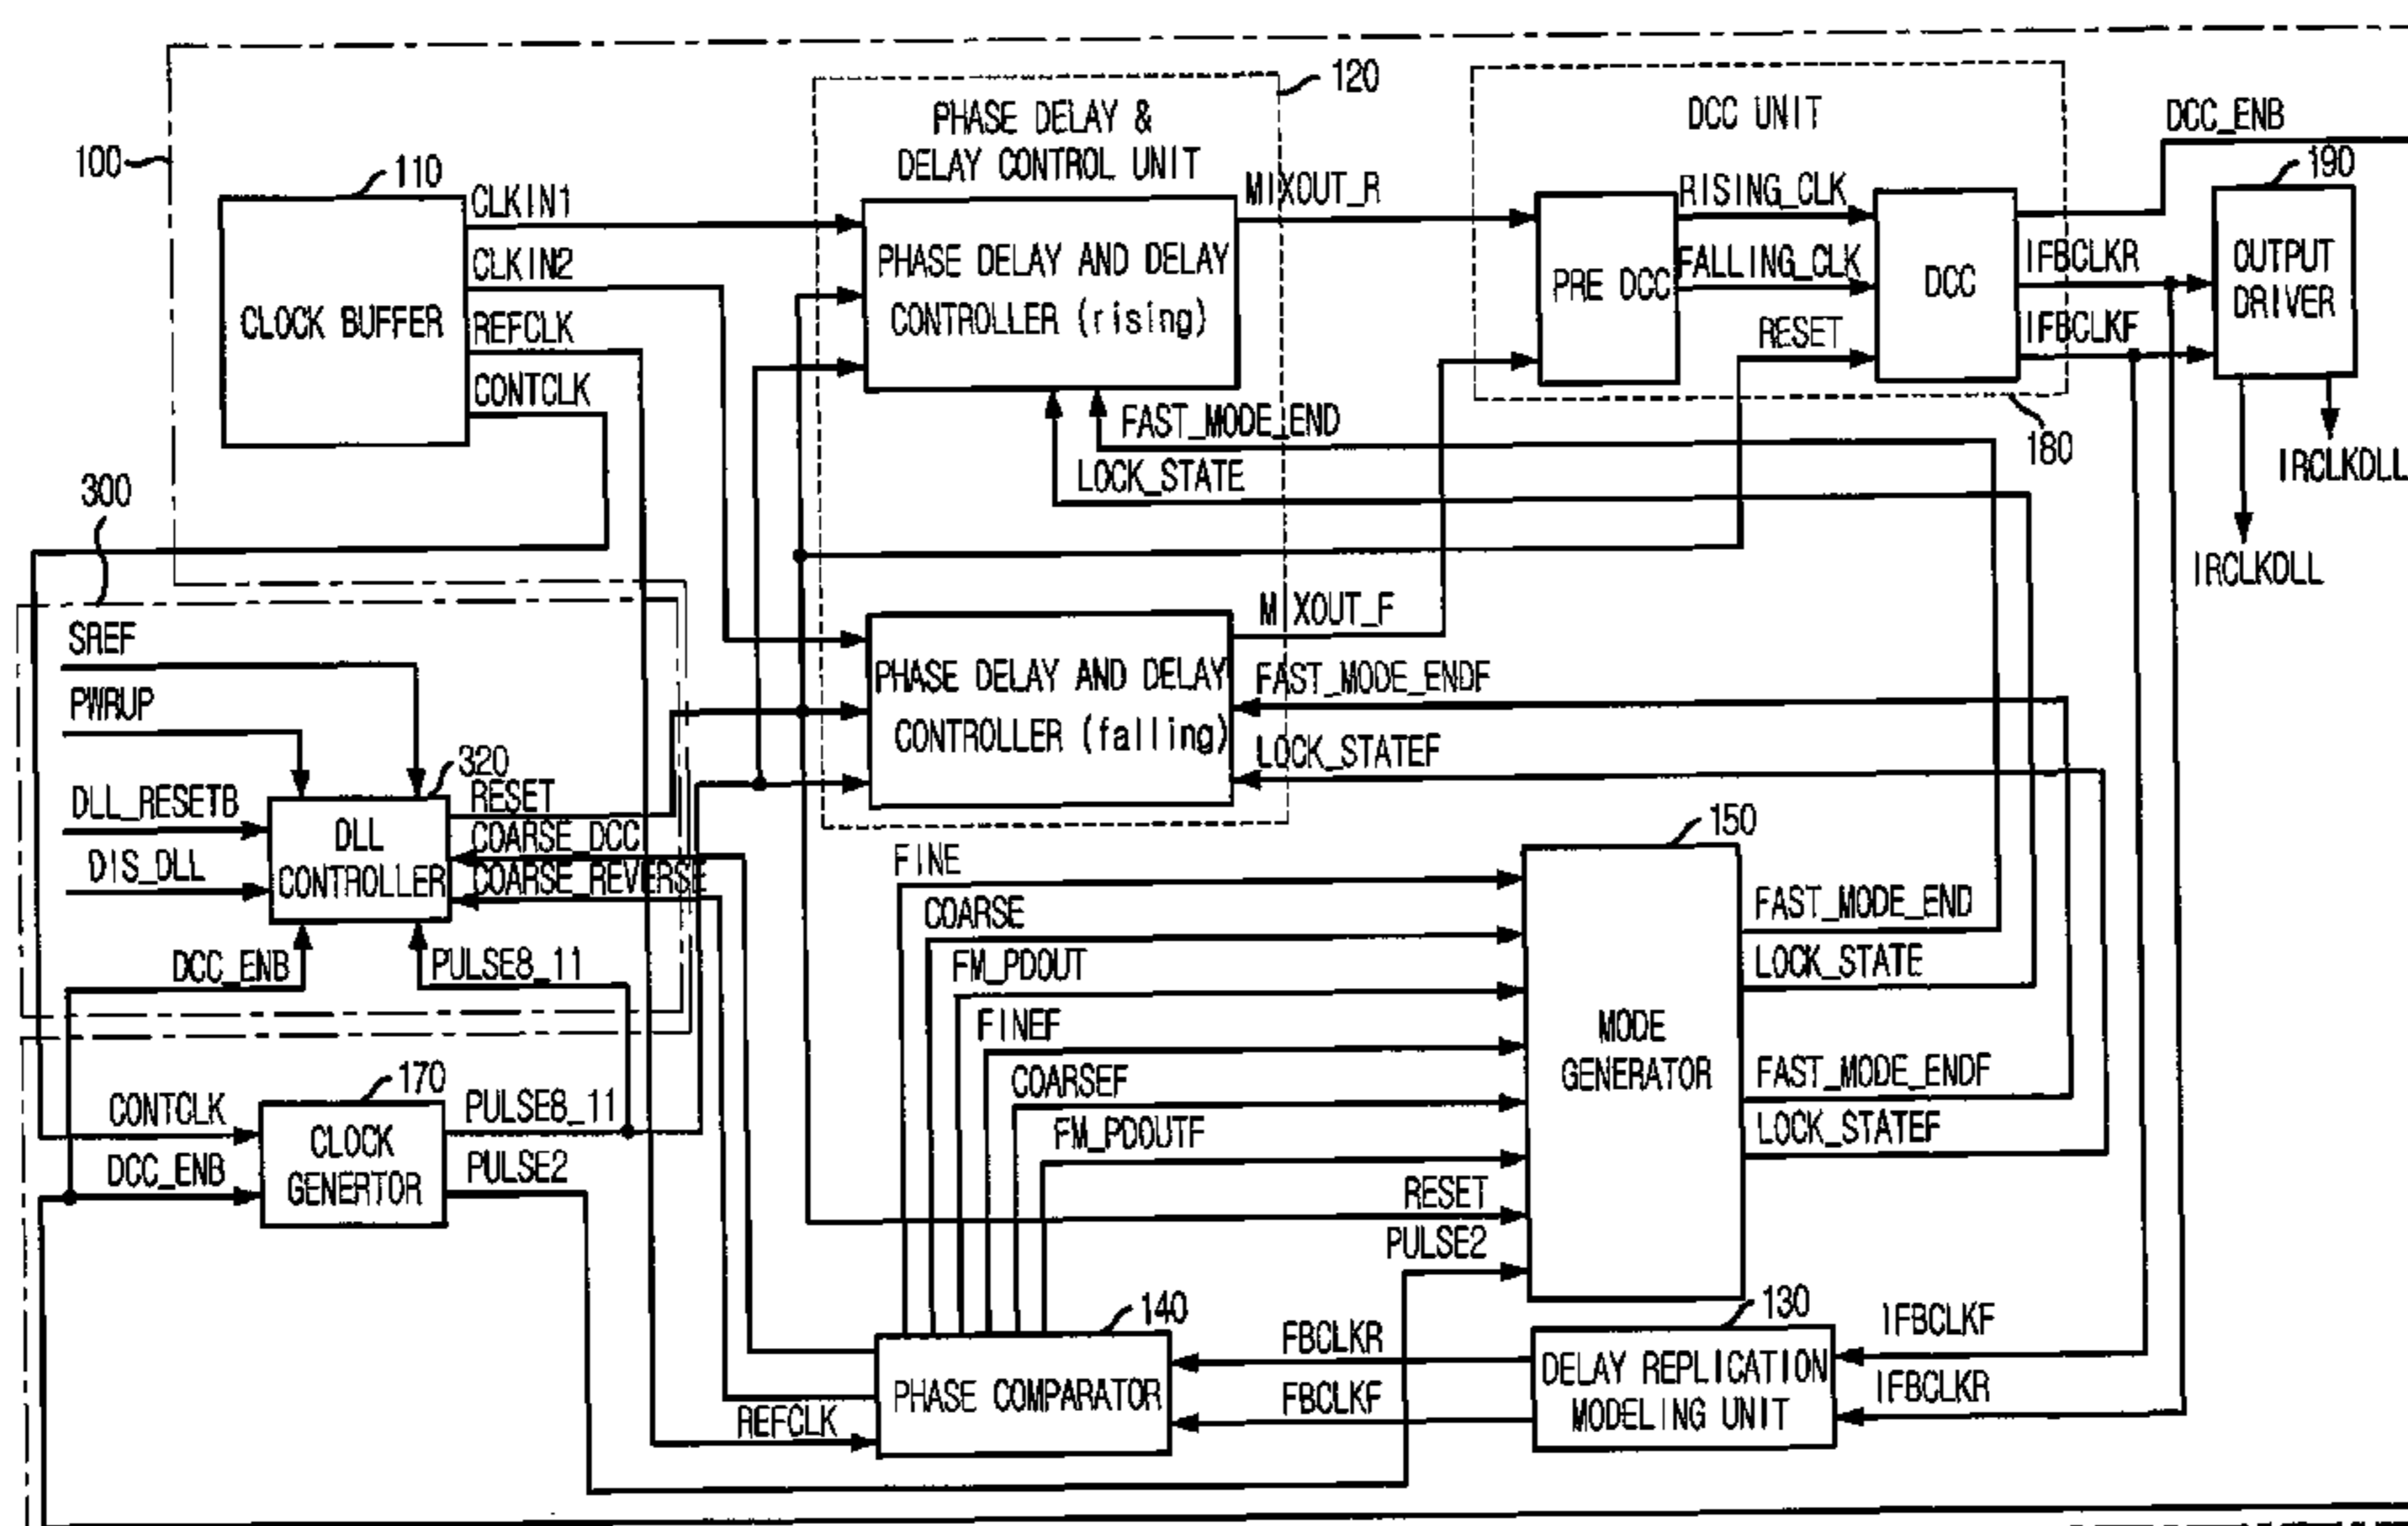 100
110
CLOCK BUFFER
CLKIN1
CLKIN2
REFCLK
CONTCLK
120
PHASE DELAY &
DELAY CONTROL UNIT
PHASE DELAY AND DELAY
CONTROLLER (rising)
MIXOUT_R
FAST_MODE_END
LOCK_STATE
DCC UNIT
PRE DCC
RISING_CLK
FALLING_CLK
RESET
DCC
180
DCC_ENB
IFBCLKR
IFBCLKF
190
OUTPUT
DRIVER
IRCLKDLL
IRCLKDLL
300
SREF
PWRUP
DLL_RESETB
DIS_DLL
320
DLL
CONTROLLER
RESET
COARSE_DCC
COARSE_REVERSE
DCC_ENB
PULSE8_11
PHASE DELAY AND DELAY
CONTROLLER (falling)
MIXOUT_F
FAST_MODE_ENDF
LOCK_STATEF
170
CONTCLK
DCC_ENB
CLOCK
GENERTOR
PULSE8_11
PULSE2
FINE
COARSE
FM_PDOUT
FINEF
COARSEF
FM_PDOUTF
RESET
PULSE2
150
MODE
GENERATOR
FAST_MODE_END
LOCK_STATE
FAST_MODE_ENDF
LOCK_STATEF
140
PHASE COMPARATOR
REFCLK
FBCLKR
FBCLKF
130
DELAY REPLICATION
MODELING UNIT
IFBCLKF
IFBCLKR